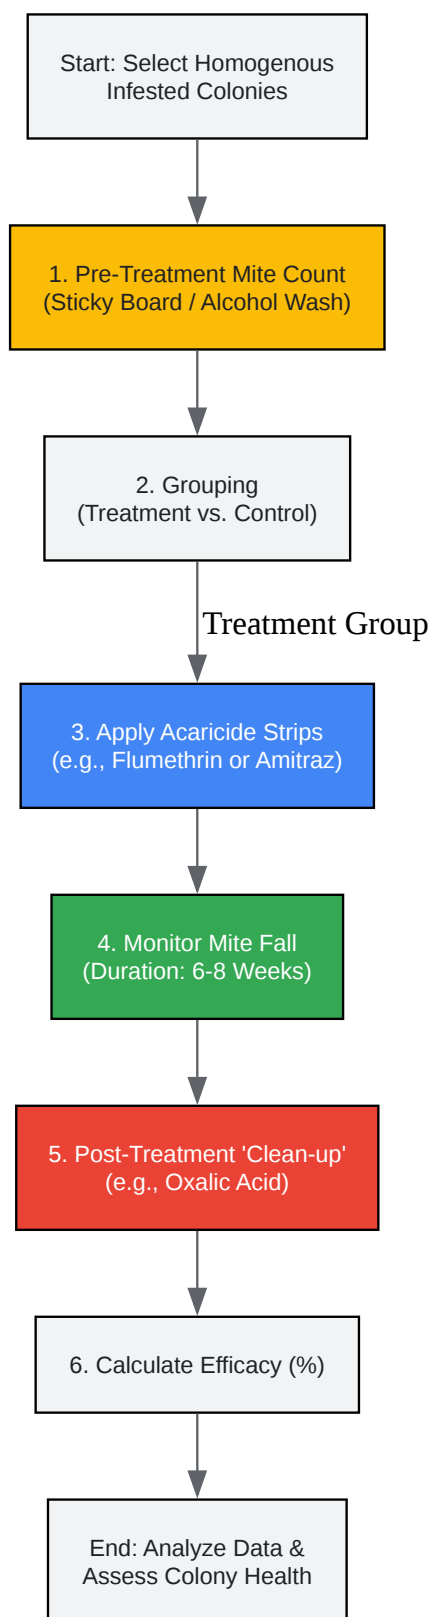 Start: Select Homogenous
Infested Colonies
1. Pre-Treatment Mite Count
(Sticky Board / Alcohol Wash)
2. Grouping
(Treatment vs. Control)
Treatment Group
3. Apply Acaricide Strips
(e.g., Flumethrin or Amitraz)
4. Monitor Mite Fall
(Duration: 6-8 Weeks)
5. Post-Treatment 'Clean-up'
(e.g., Oxalic Acid)
6. Calculate Efficacy (%)
End: Analyze Data &
Assess Colony Health